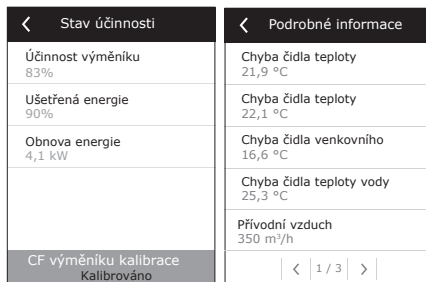 Stav účinnosti
Účinnost výměníku
83%
Ušetřená energie
90%
Obnova energie
4,1 kW
CF výměníku kalibrace
Kalibrováno
Podrobné informace
Chyba čidla teploty
21,9 °C
Chyba čidla teploty
22,1 °C
Chyba čidla venkovního
16,6 °C
Chyba čidla teploty vody
25,3 °C
Přívodní vzduch
350 m³/h
1 / 3